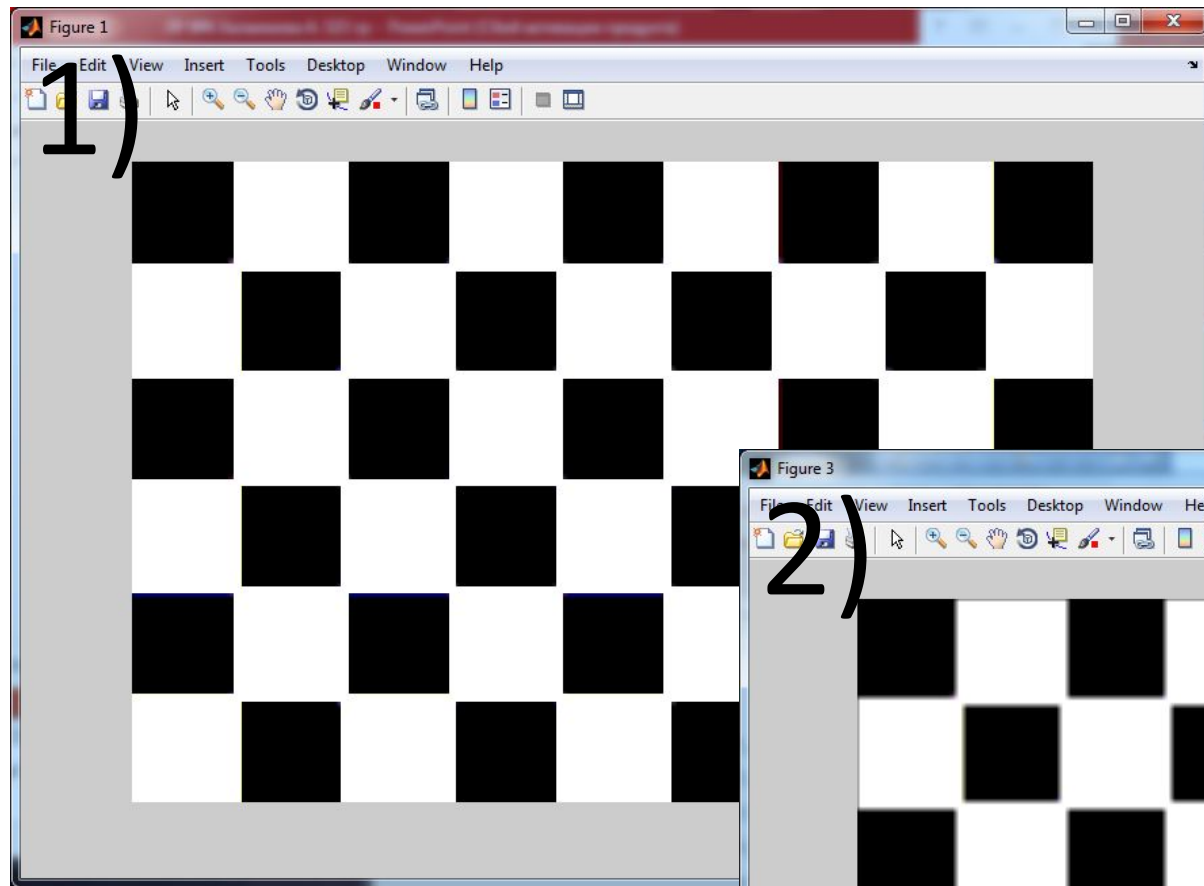 Figure 1
File Edit View Insert Tools Desktop Window Help
1)
Figure 3
File Edit View Insert Tools Desktop Window He
2)